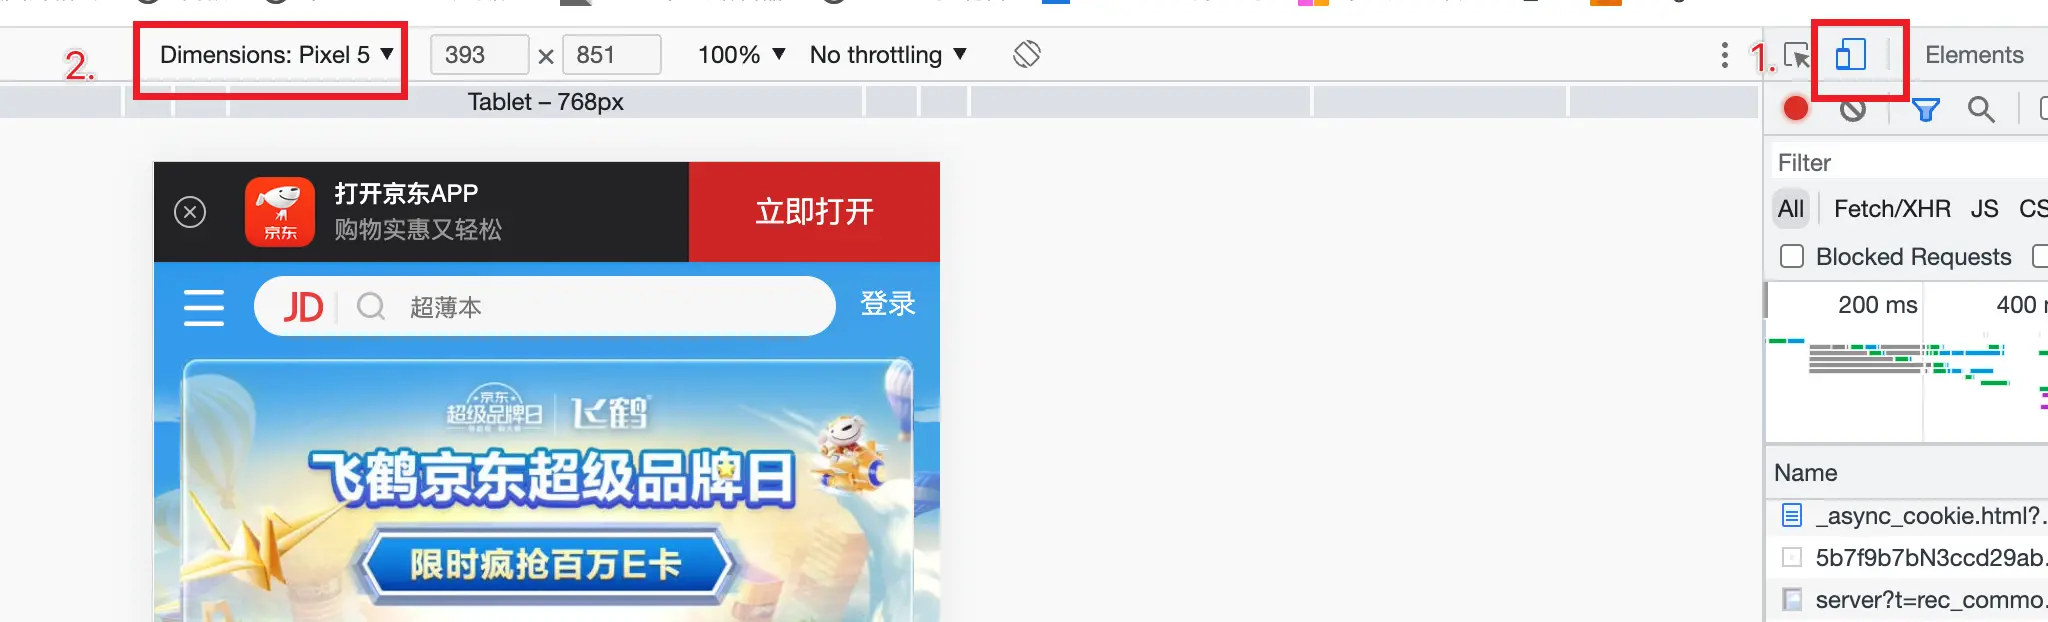 2.
Dimensions: Pixel 5 ▼
393 × 851
100% ▼
No throttling ▼
1.
Elements
Tablet – 768px
打开京东APP
购物实惠又轻松
京东
立即打开
JD
超薄本
登录
京东
超级品牌日
飞鹤
飞鹤京东超级品牌日
限时疯抢百万E卡
Filter
All
Fetch/XHR
JS
CS
Blocked Requests
200 ms
400
Name
_async_cookie.html?.
5b7f9b7bN3ccd29ab.
server?t=rec_commo.